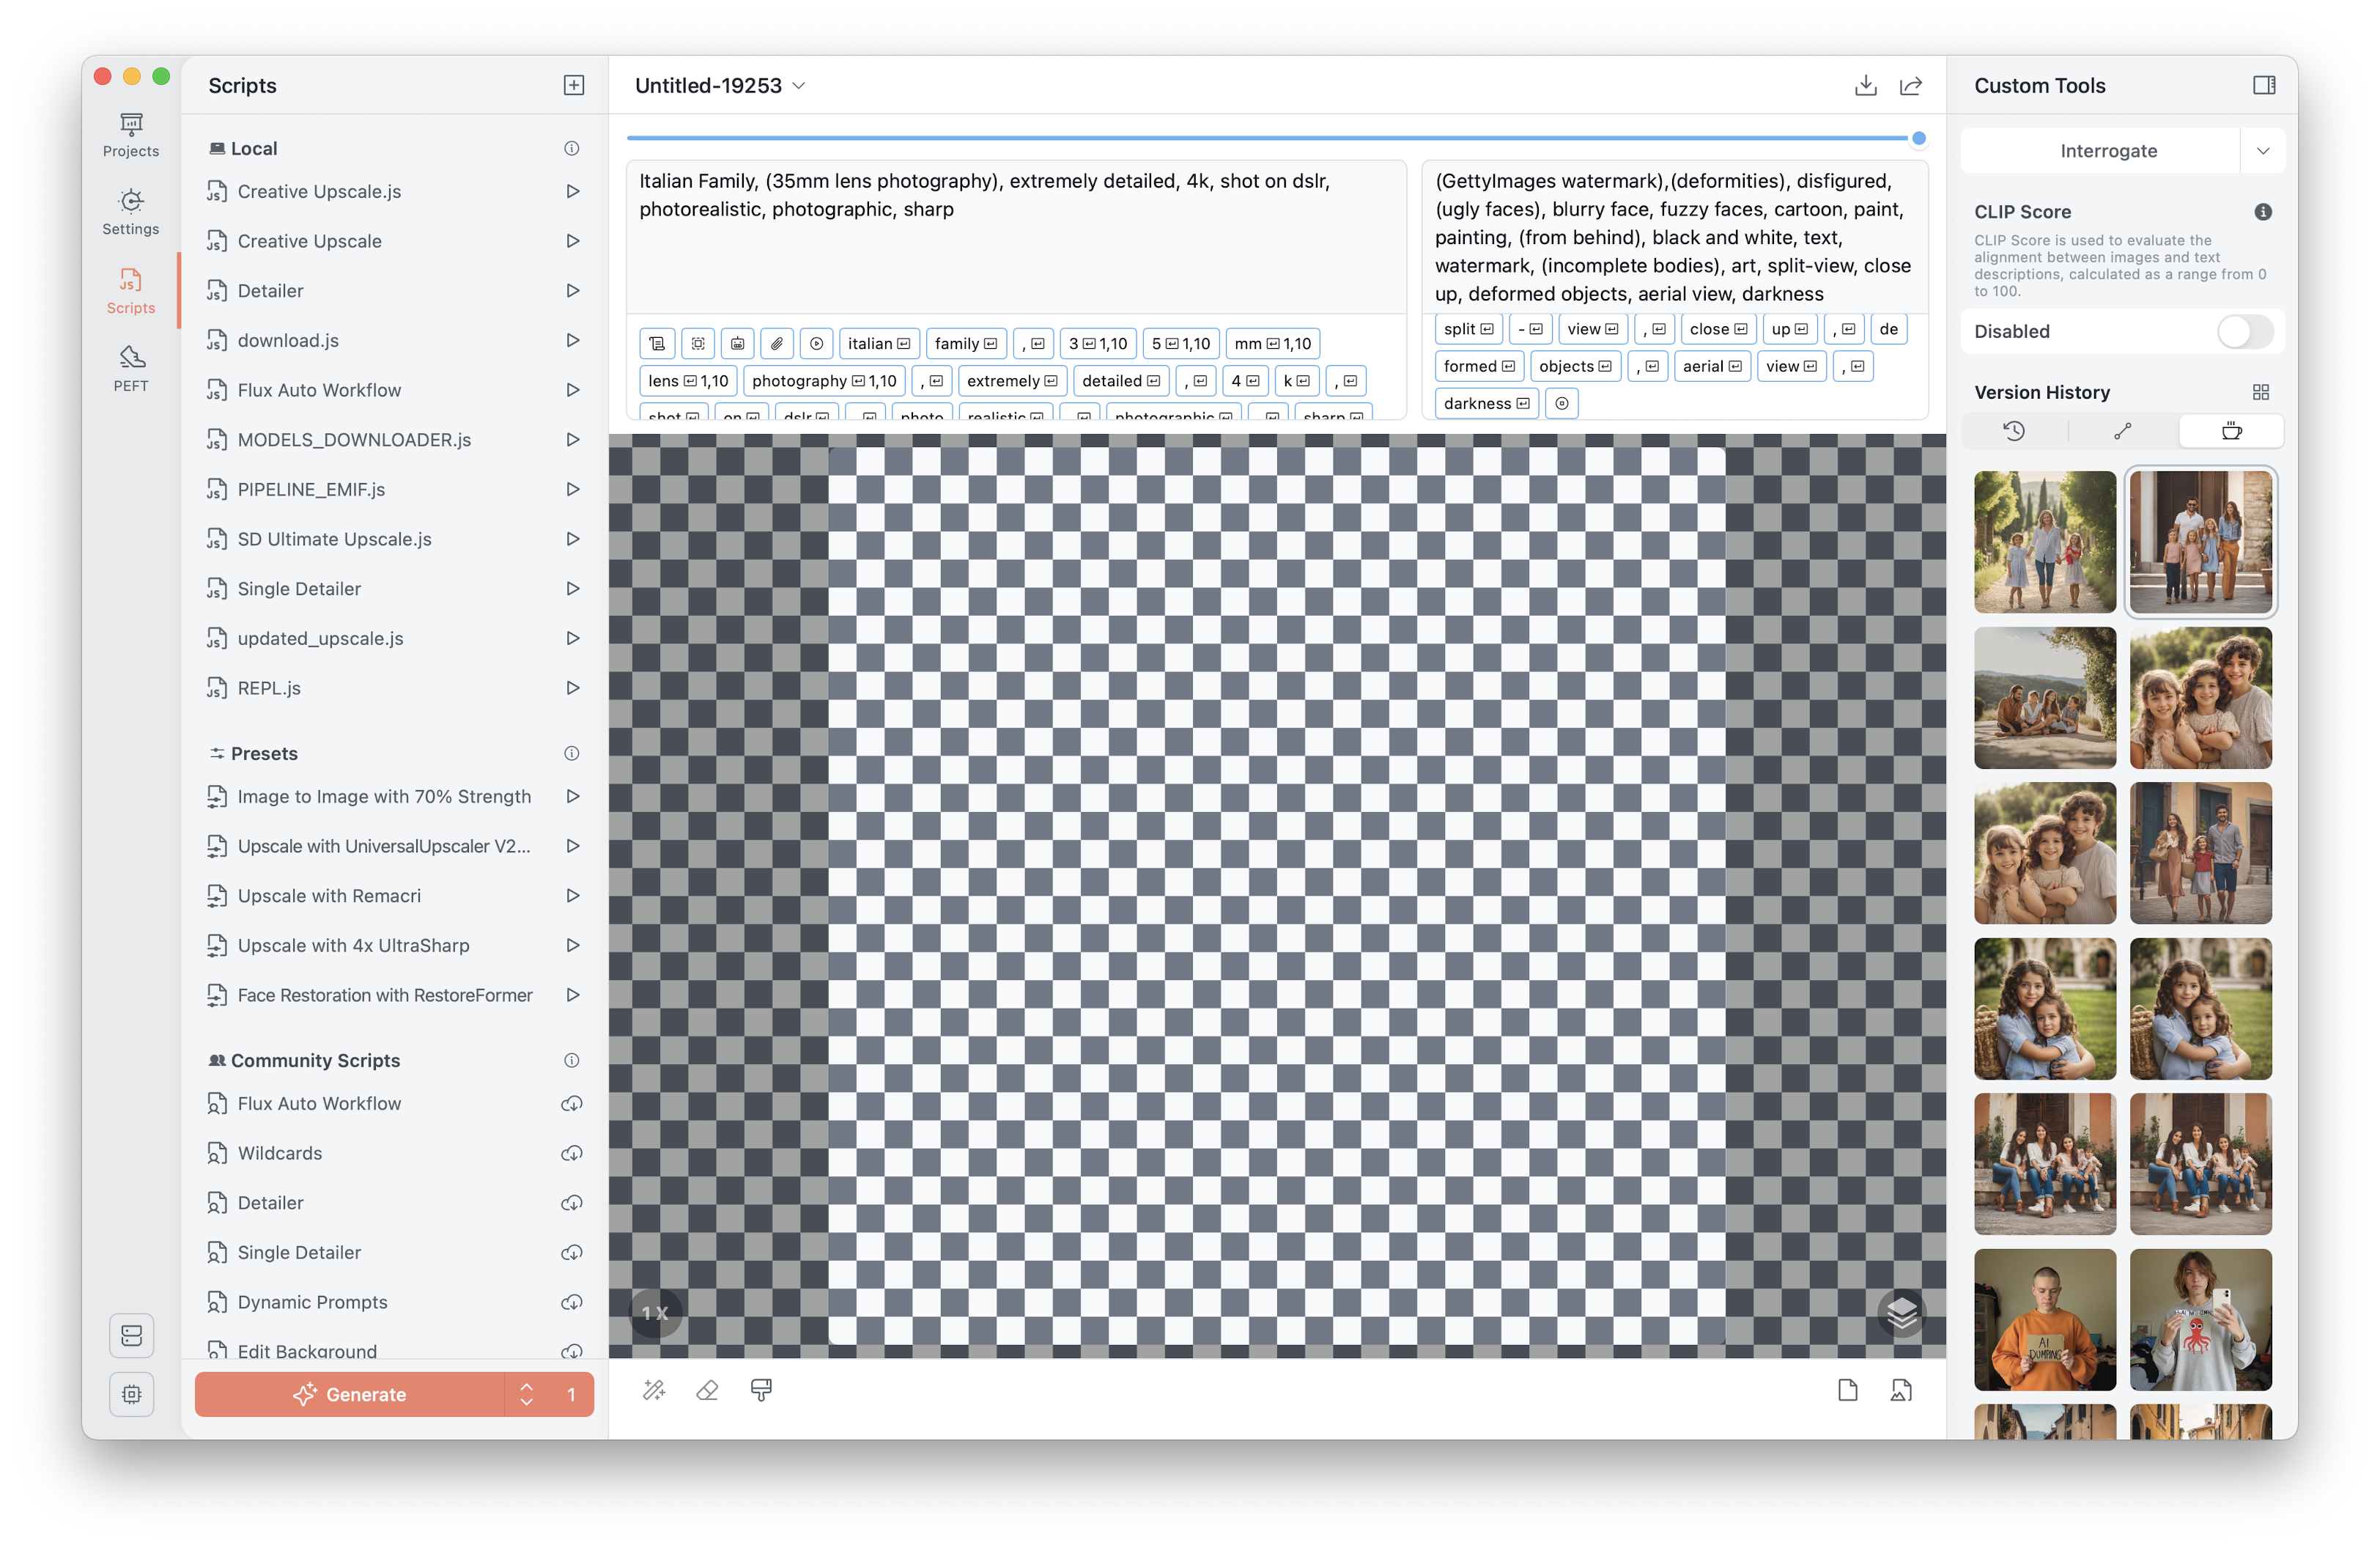 Projects
Settings
Scripts
PEFT
Scripts
Local
Creative Upscale.js
Creative Upscale
Detailer
download.js
Flux Auto Workflow
MODELS_DOWNLOADER.js
PIPELINE_EMIF.js
SD Ultimate Upscale.js
Single Detailer
updated_upscale.js
REPL.js
Presets
Image to Image with 70% Strength
Upscale with UniversalUpscaler V2...
Upscale with Remacri
Upscale with 4x UltraSharp
Face Restoration with RestoreFormer
Community Scripts
Flux Auto Workflow
Wildcards
Detailer
Single Detailer
Dynamic Prompts
Edit Background
Generate 1
Untitled-19253
Italian Family, (35mm lens photography), extremely detailed, 4k, shot on dslr,
photorealistic, photographic, sharp
italian family , 3 1,10 5 1,10 mm 1,10
lens 1,10 photography 1,10 , extremely detailed , 4 k ,
shot on dslr , photo realistic , photographic , sharp
(GettyImages watermark),(deformities), disfigured,
(ugly faces), blurry face, fuzzy faces, cartoon, paint,
painting, (from behind), black and white, text,
watermark, (incomplete bodies), art, split-view, close
up, deformed objects, aerial view, darkness
split - view , close up , de
formed objects , aerial view ,
darkness
1X
Custom Tools
Interrogate
CLIP Score
CLIP Score is used to evaluate the
alignment between images and text
descriptions, calculated as a range from 0
to 100.
Disabled
Version History
AI
DUMPING